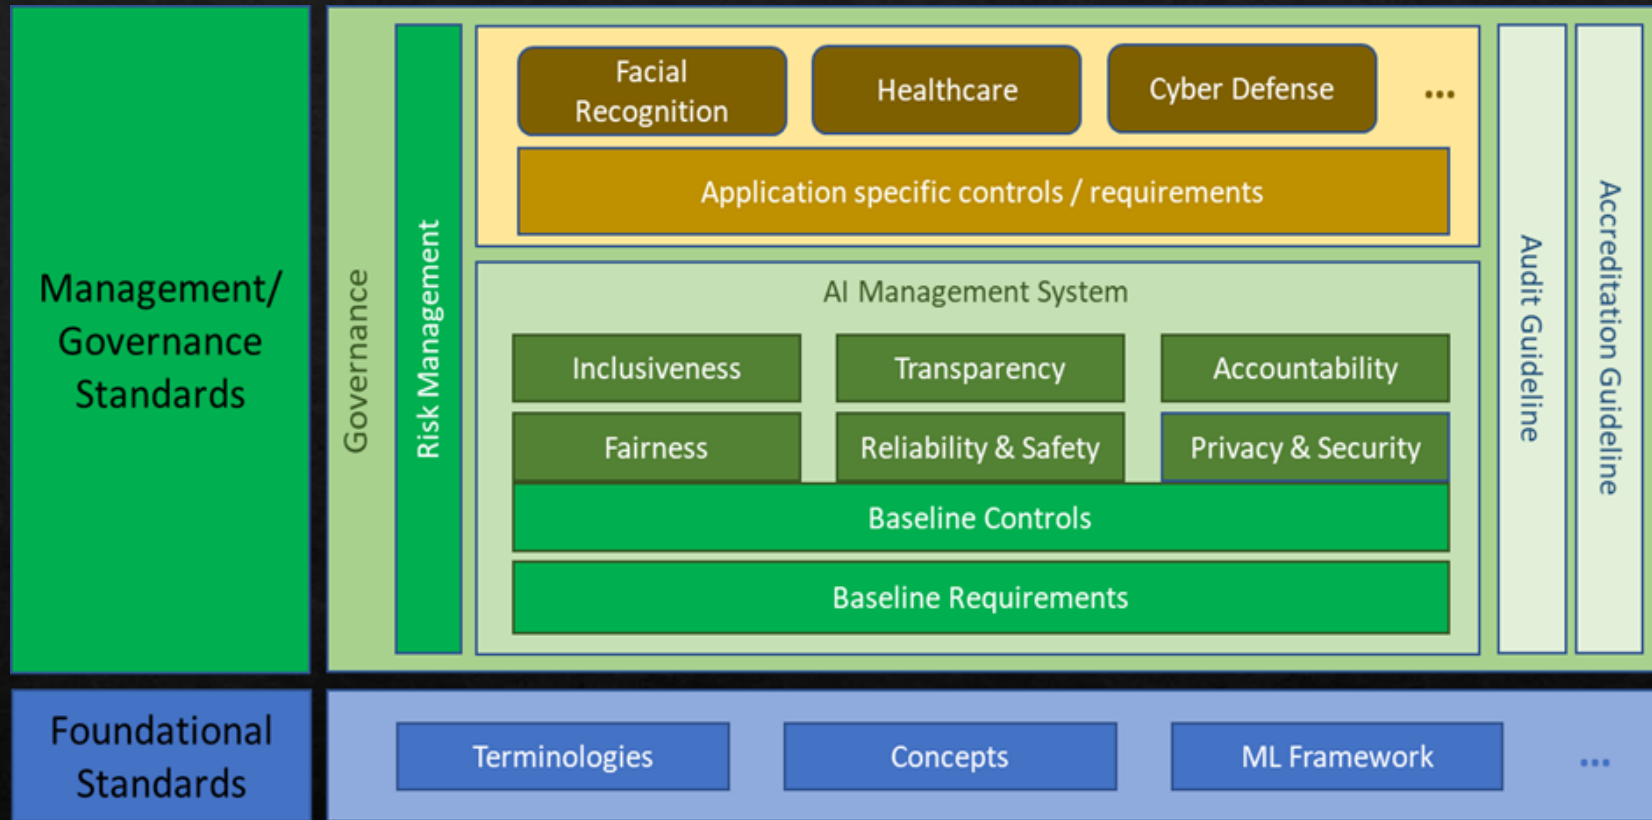 Management/
Governance
Standards
Governance
Risk Management
Facial
Recognition
Healthcare
Cyber Defense
...
Application specific controls / requirements
AI Management System
Inclusiveness
Transparency
Accountability
Fairness
Reliability & Safety
Privacy & Security
Baseline Controls
Baseline Requirements
Audit Guideline
Accreditation Guideline
Foundational
Standards
Terminologies
Concepts
ML Framework
...